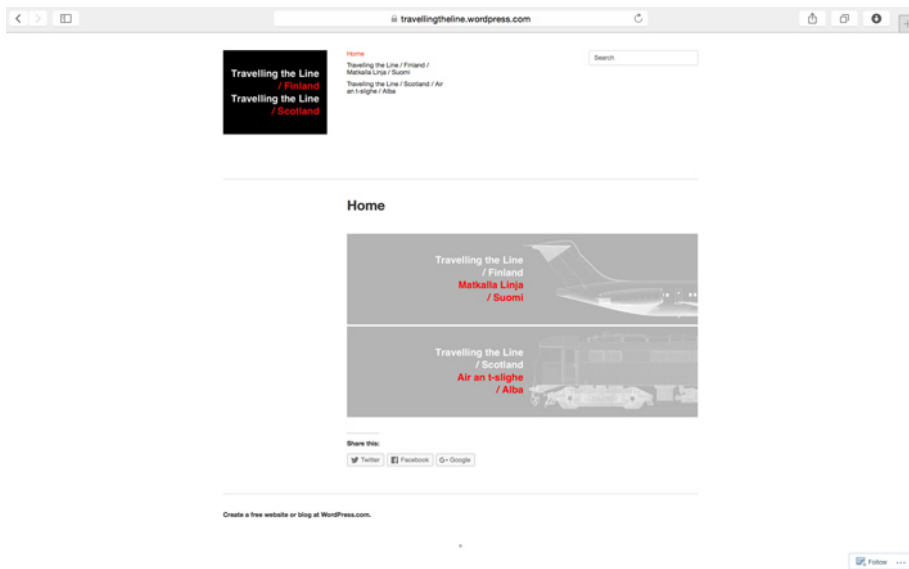 travellingtheline.wordpress.com
Travelling the Line
/ Finland
Travelling the Line
/ Scotland
Home
Travelling the Line / Finland /
Matkalla Linja / Suomi
Travelling the Line / Scotland / Air
an t-slighe / Alba
Search
Home
Travelling the Line
/ Finland
Matkalla Linja
/ Suomi
Travelling the Line
/ Scotland
Air an t-slighe
/ Alba
Share this:
Twitter
Facebook
G+ Google
Create a free website or blog at WordPress.com.
Follow